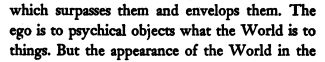 which surpasses them and envelops them. The
ego is to psychical objects what the World is to
things. But the appearance of the World in the